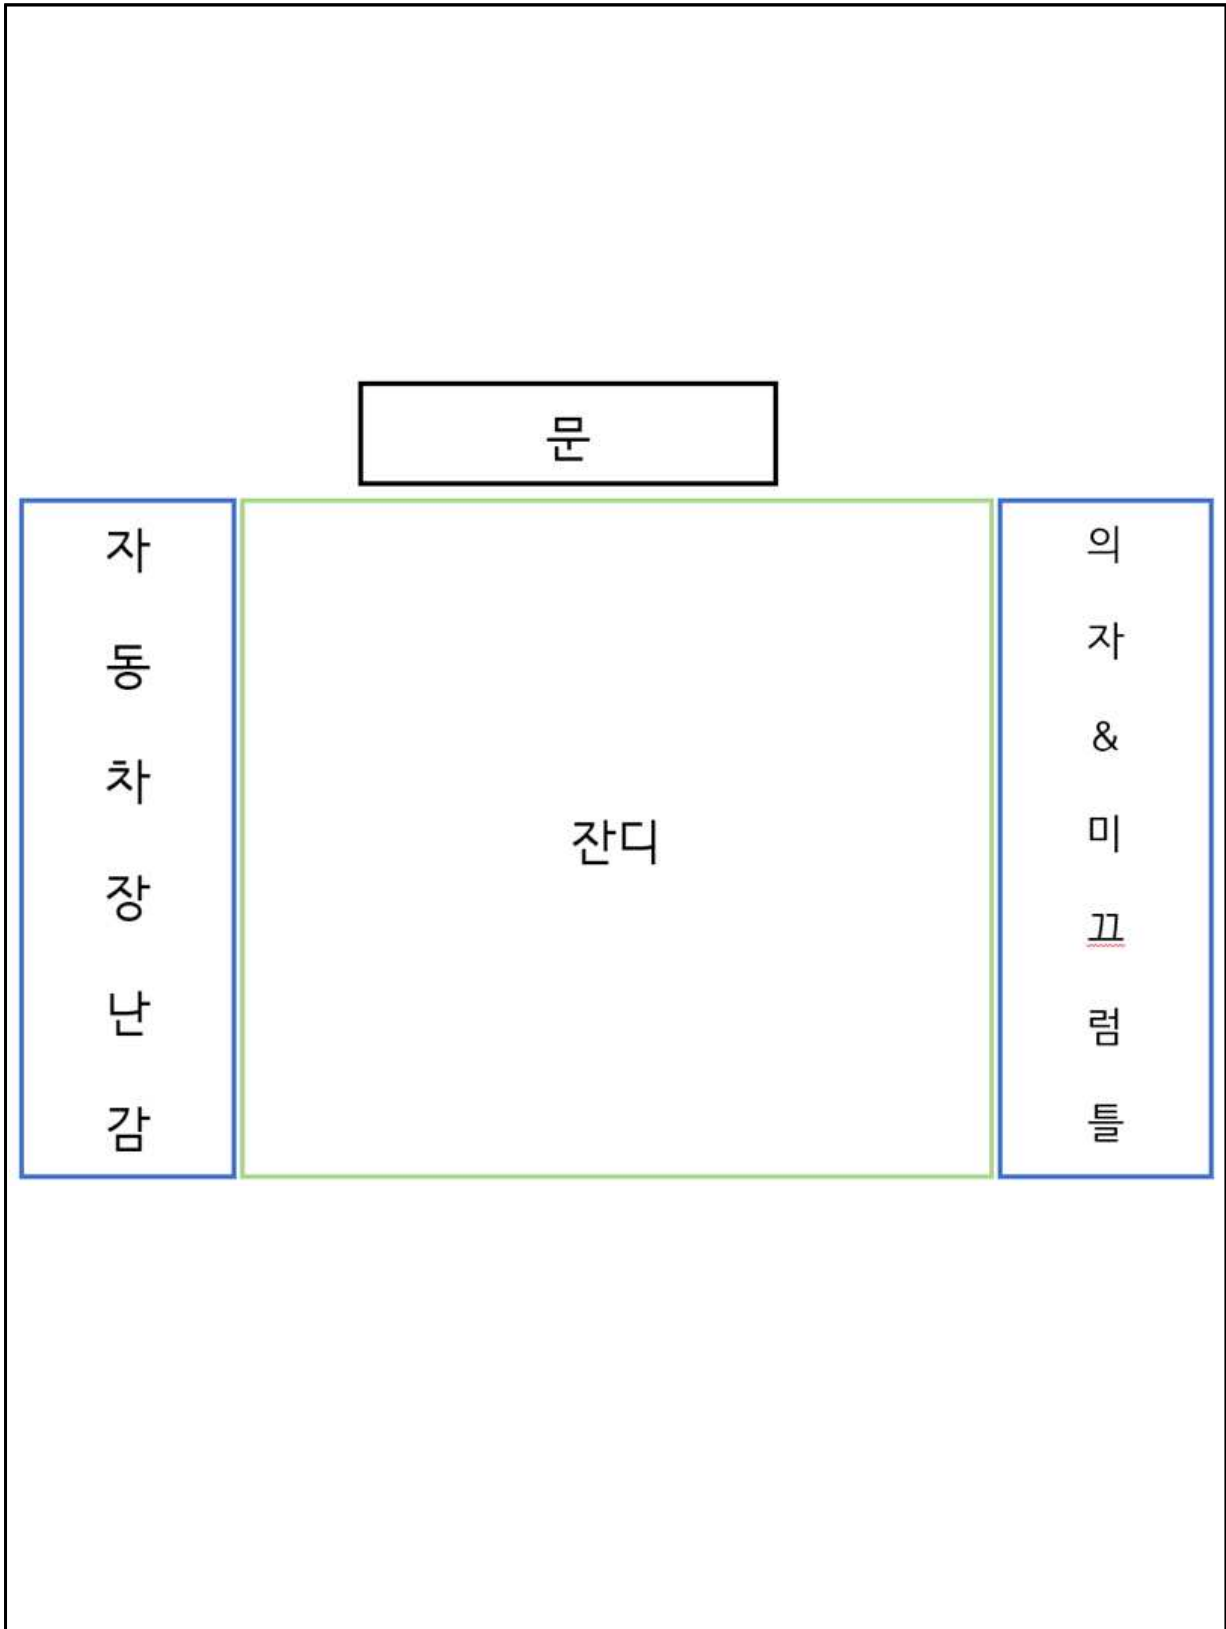 문
자
동
차
장
난
감
잔디
의
자
&
미
끄
럼
틀